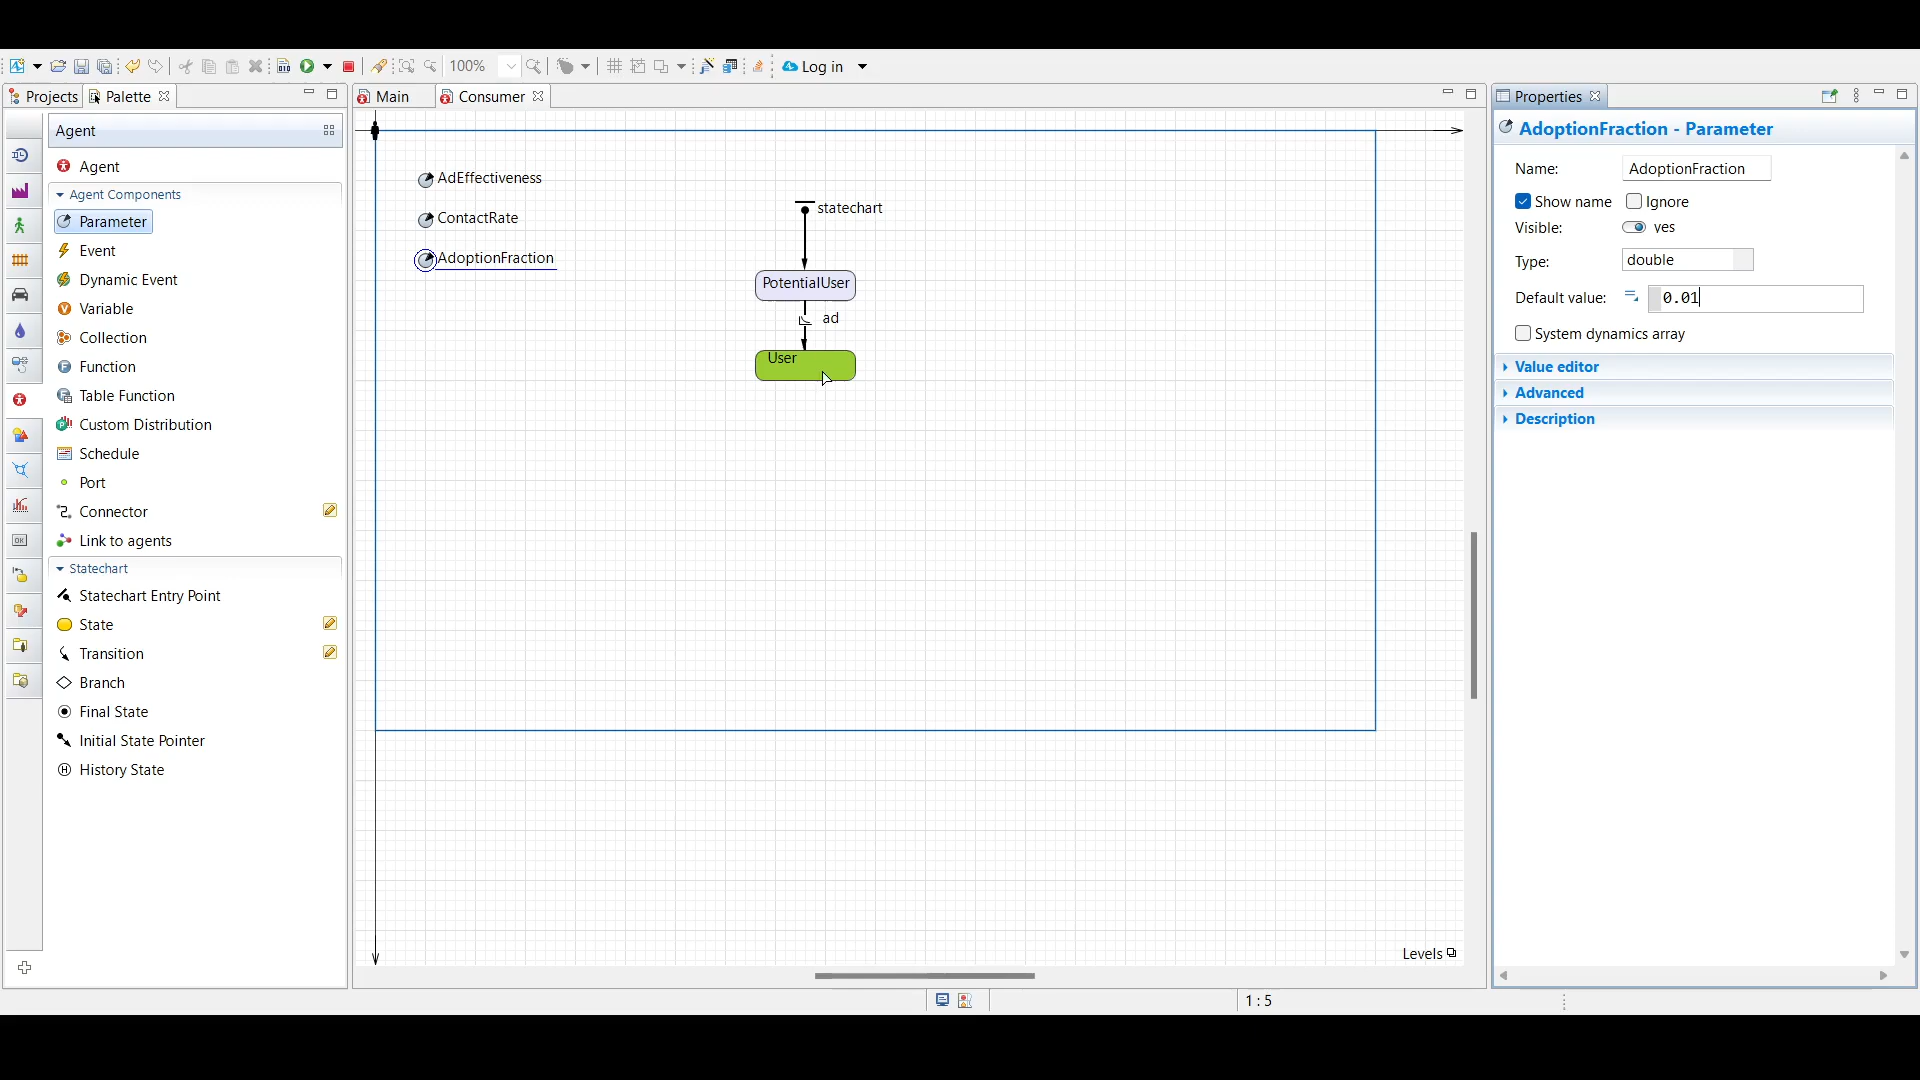 100%
Log in
Projects
Palette
Agent
Agent
Agent Components
Parameter
Event
Dynamic Event
Variable
Collection
Function
Table Function
Custom Distribution
Schedule
Port
Connector
Link to agents
Statechart
Statechart Entry Point
State
Transition
Branch
Final State
Initial State Pointer
History State
Main
Consumer
AdEffectiveness
ContactRate
AdoptionFraction
statechart
PotentialUser
ad
User
Levels
1 : 5
Properties
AdoptionFraction - Parameter
Name: AdoptionFraction
Show name Ignore
Visible: yes
Type: double
Default value: 0.01
System dynamics array
Value editor
Advanced
Description